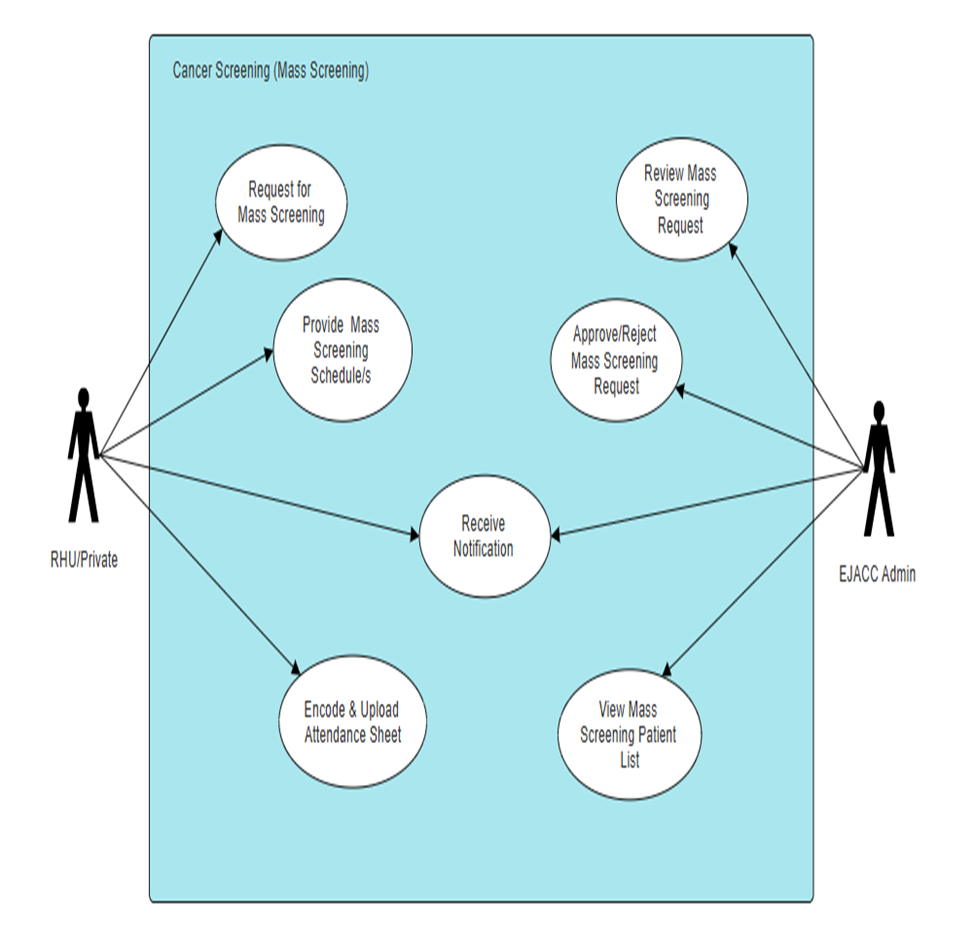 Cancer Screening (Mass Screening)
Request for
Mass Screening
Review Mass
Screening
Request
Provide Mass
Screening
Schedule/s
Approve/Reject
Mass Screening
Request
Receive
Notification
RHU/Private
EJACC Admin
Encode & Upload
Attendance Sheet
View Mass
Screening Patient
List